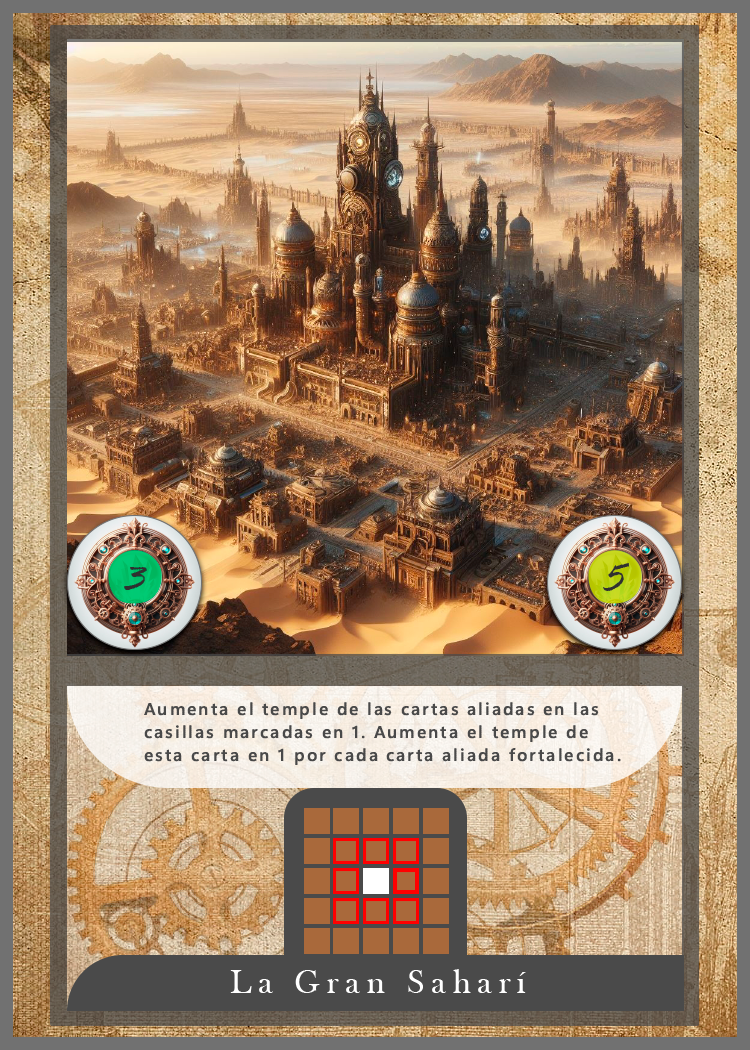 3
5
Aumenta el temple de las cartas aliadas en las
casillas marcadas en 1. Aumenta el temple de
esta carta en 1 por cada carta aliada fortalecida.
La Gran Saharí